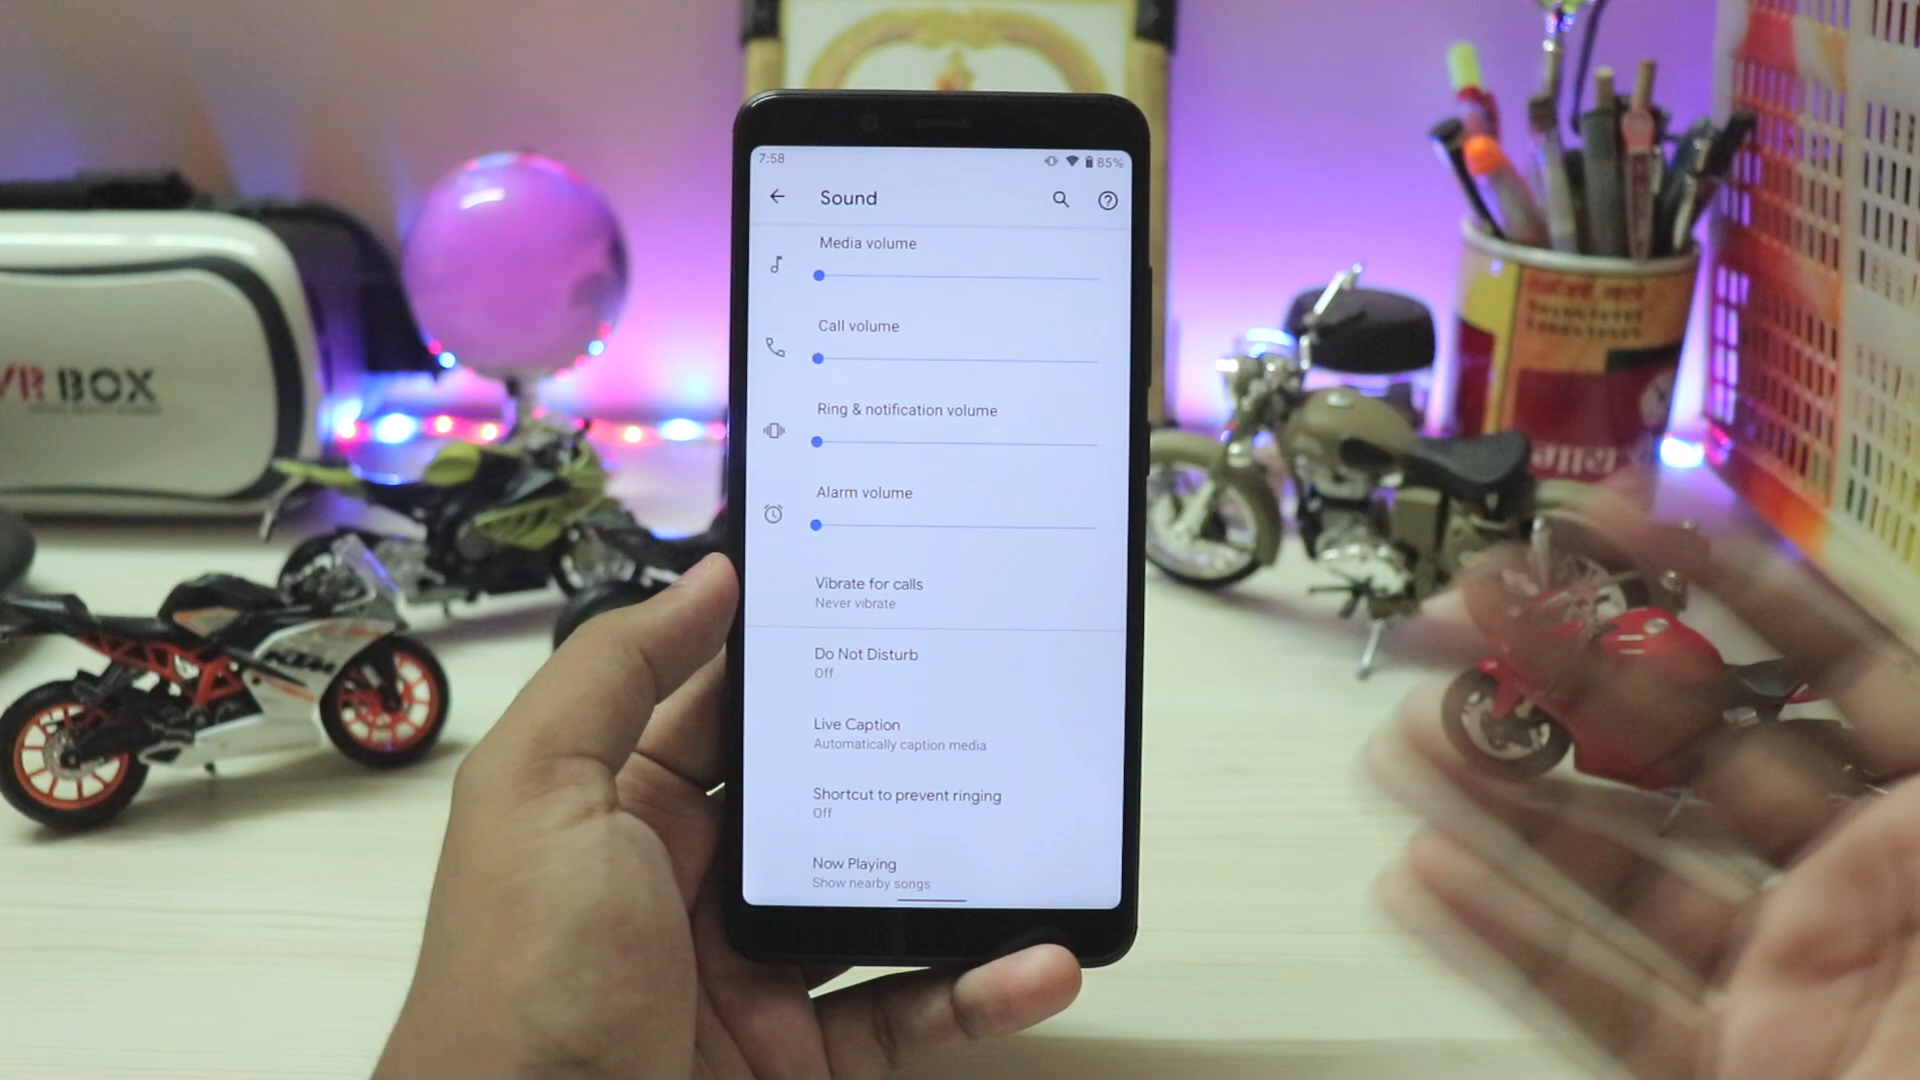 7:58
85%
Sound
Media volume
Call volume
Ring & notification volume
Alarm volume
Vibrate for calls
Never vibrate
Do Not Disturb
Off
Live Caption
Automatically caption media
Shortcut to prevent ringing
Off
Now Playing
Show nearby songs
VR BOX
KTM